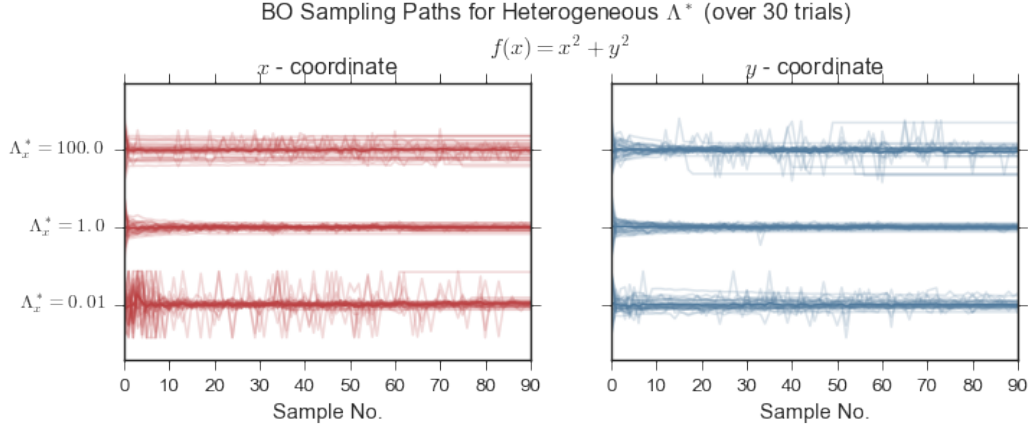 BO Sampling Paths for Heterogeneous Λ* (over 30 trials)
f(x) = x² + y²
x - coordinate
y - coordinate
Λ*ₓ = 100.0
Λ*ₓ = 1.0
Λ*ₓ = 0.01
0 10 20 30 40 50 60 70 80 90
0 10 20 30 40 50 60 70 80 90
Sample No.
Sample No.